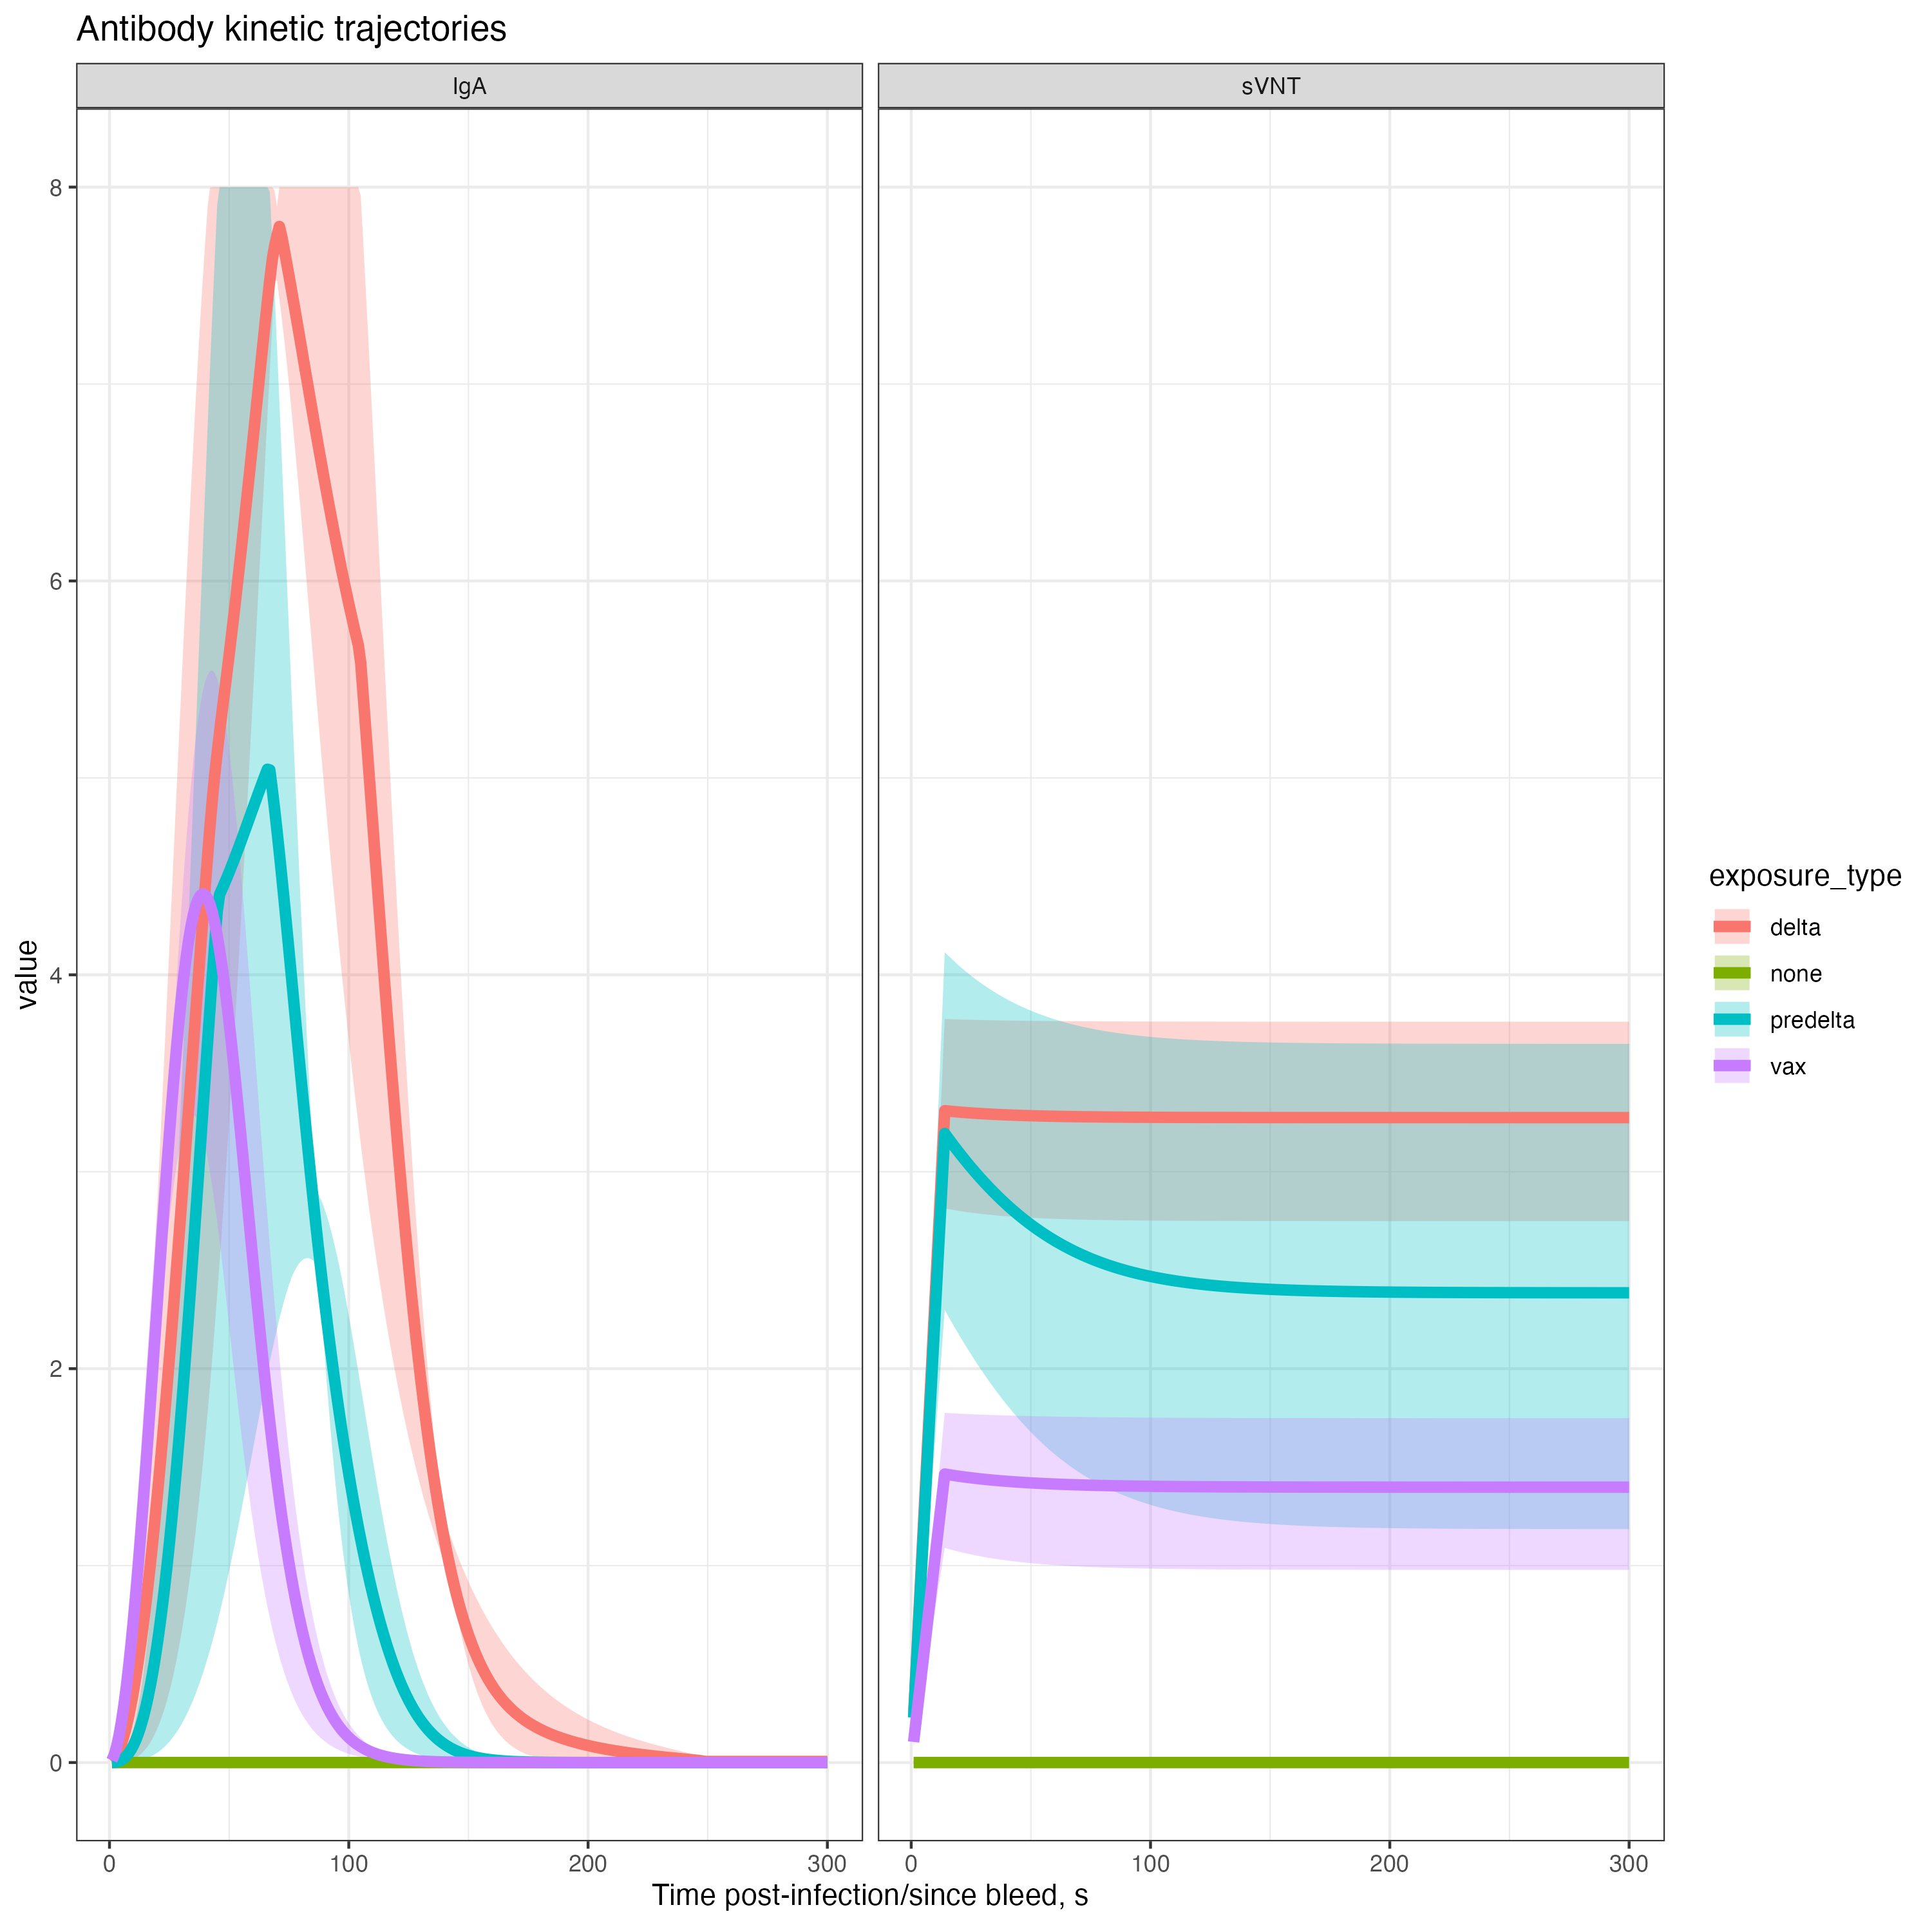 Antibody kinetic trajectories
IgA
sVNT
value
8
6
4
2
0
0 100 200 300
0 100 200 300
Time post-infection/since bleed, s
exposure_type
delta
none
predelta
vax